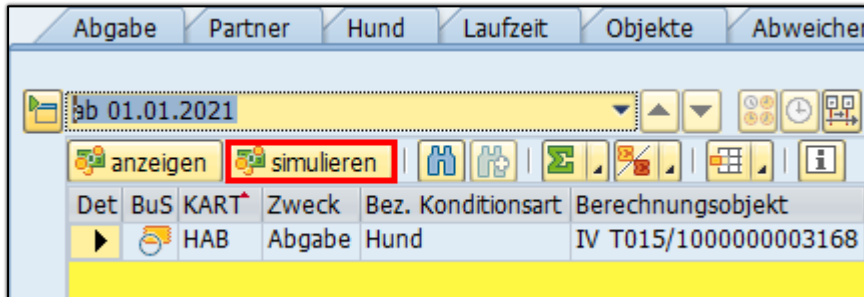 Abgabe Partner Hund Laufzeit Objekte Abweicher
ab 01.01.2021
anzeigen simulieren
Det BuS KART Zweck Bez. Konditionsart Berechnungsobjekt
HAB Abgabe Hund IV T015/1000000003168